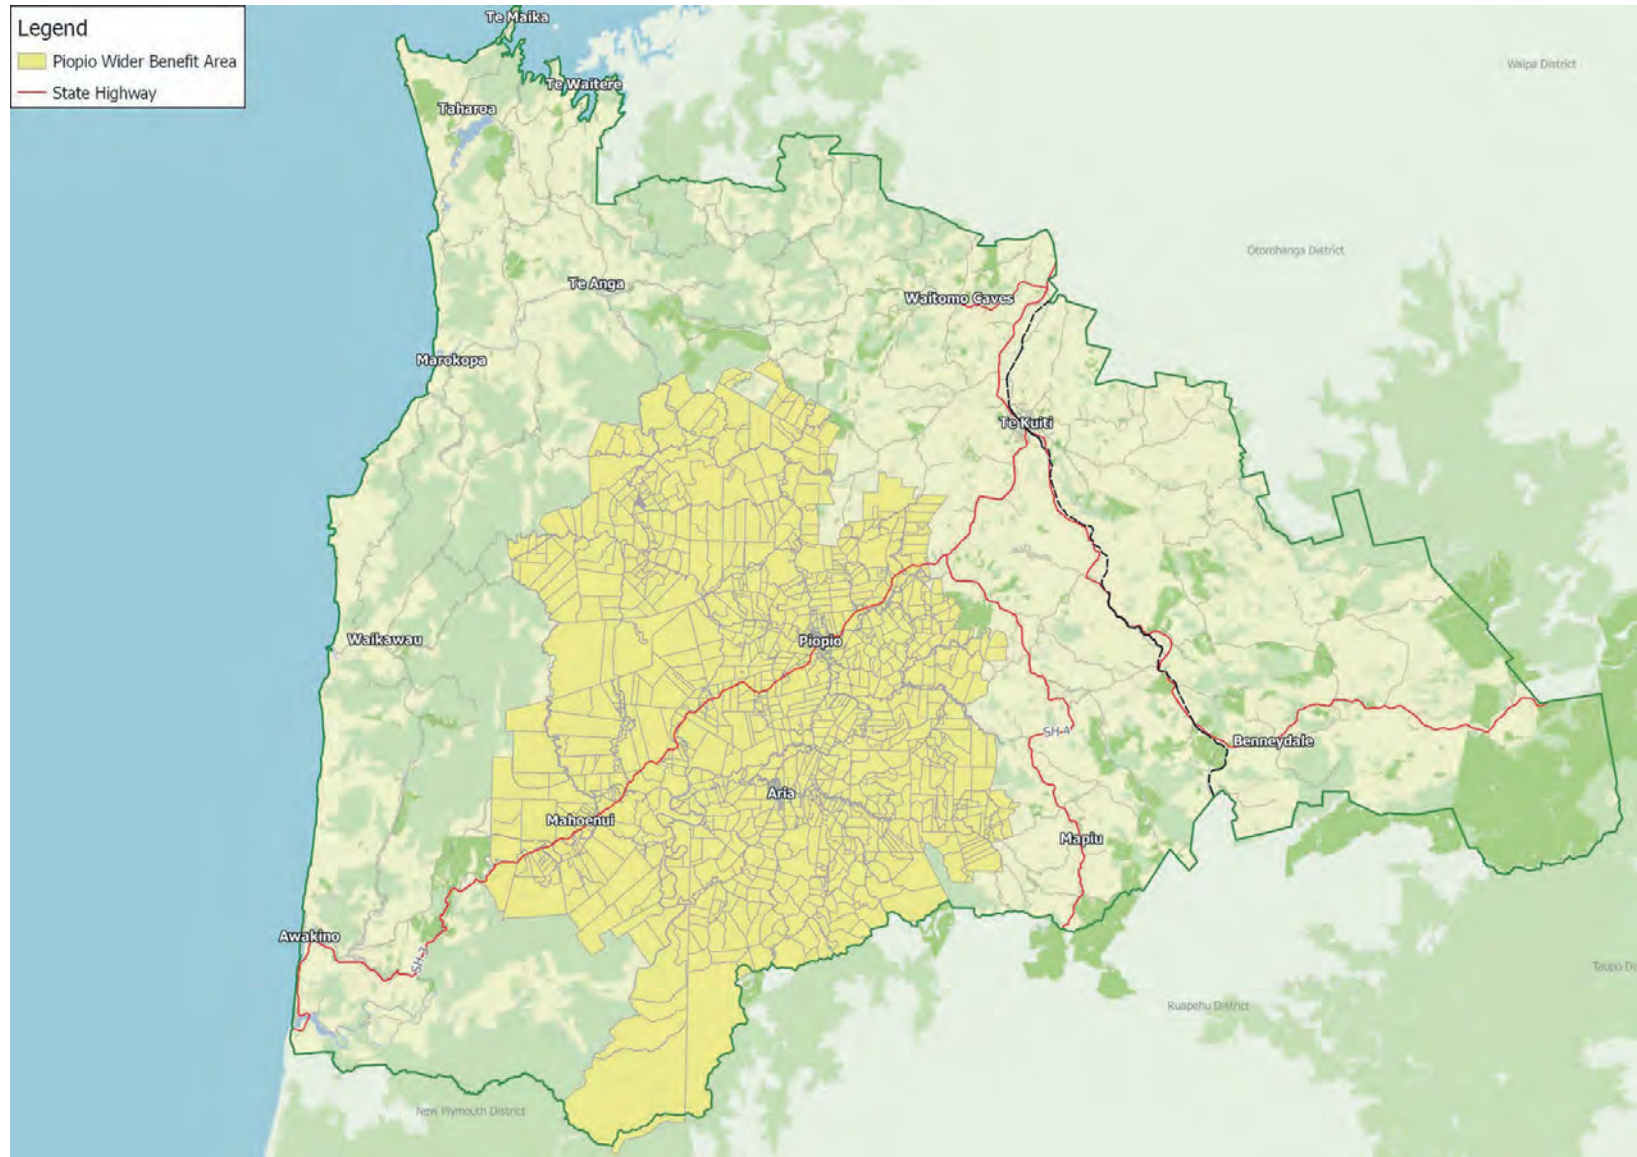 Legend
Piopio Wider Benefit Area
State Highway
Te Maika
Te Waitere
Taharoa
Waipa District
Otorohanga District
Te Anga
Waitomo Caves
Marokopa
Te Kuiti
Waikawau
Piopio
SH 4
Benneydale
Aria
Mahoenui
Mapiu
Awakino
SH 3
Taupo Di
Ruapehu District
New Plymouth District